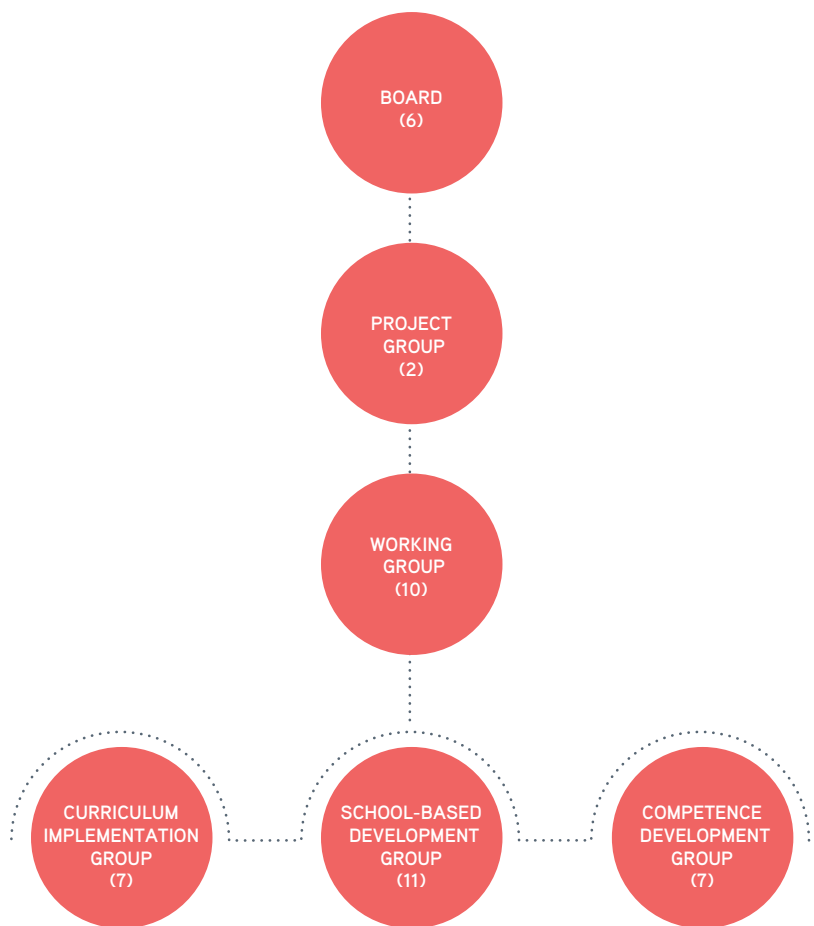 BOARD
(6)
PROJECT
GROUP
(2)
WORKING
GROUP
(10)
CURRICULUM
IMPLEMENTATION
GROUP
(7)
SCHOOL-BASED
DEVELOPMENT
GROUP
(11)
COMPETENCE
DEVELOPMENT
GROUP
(7)